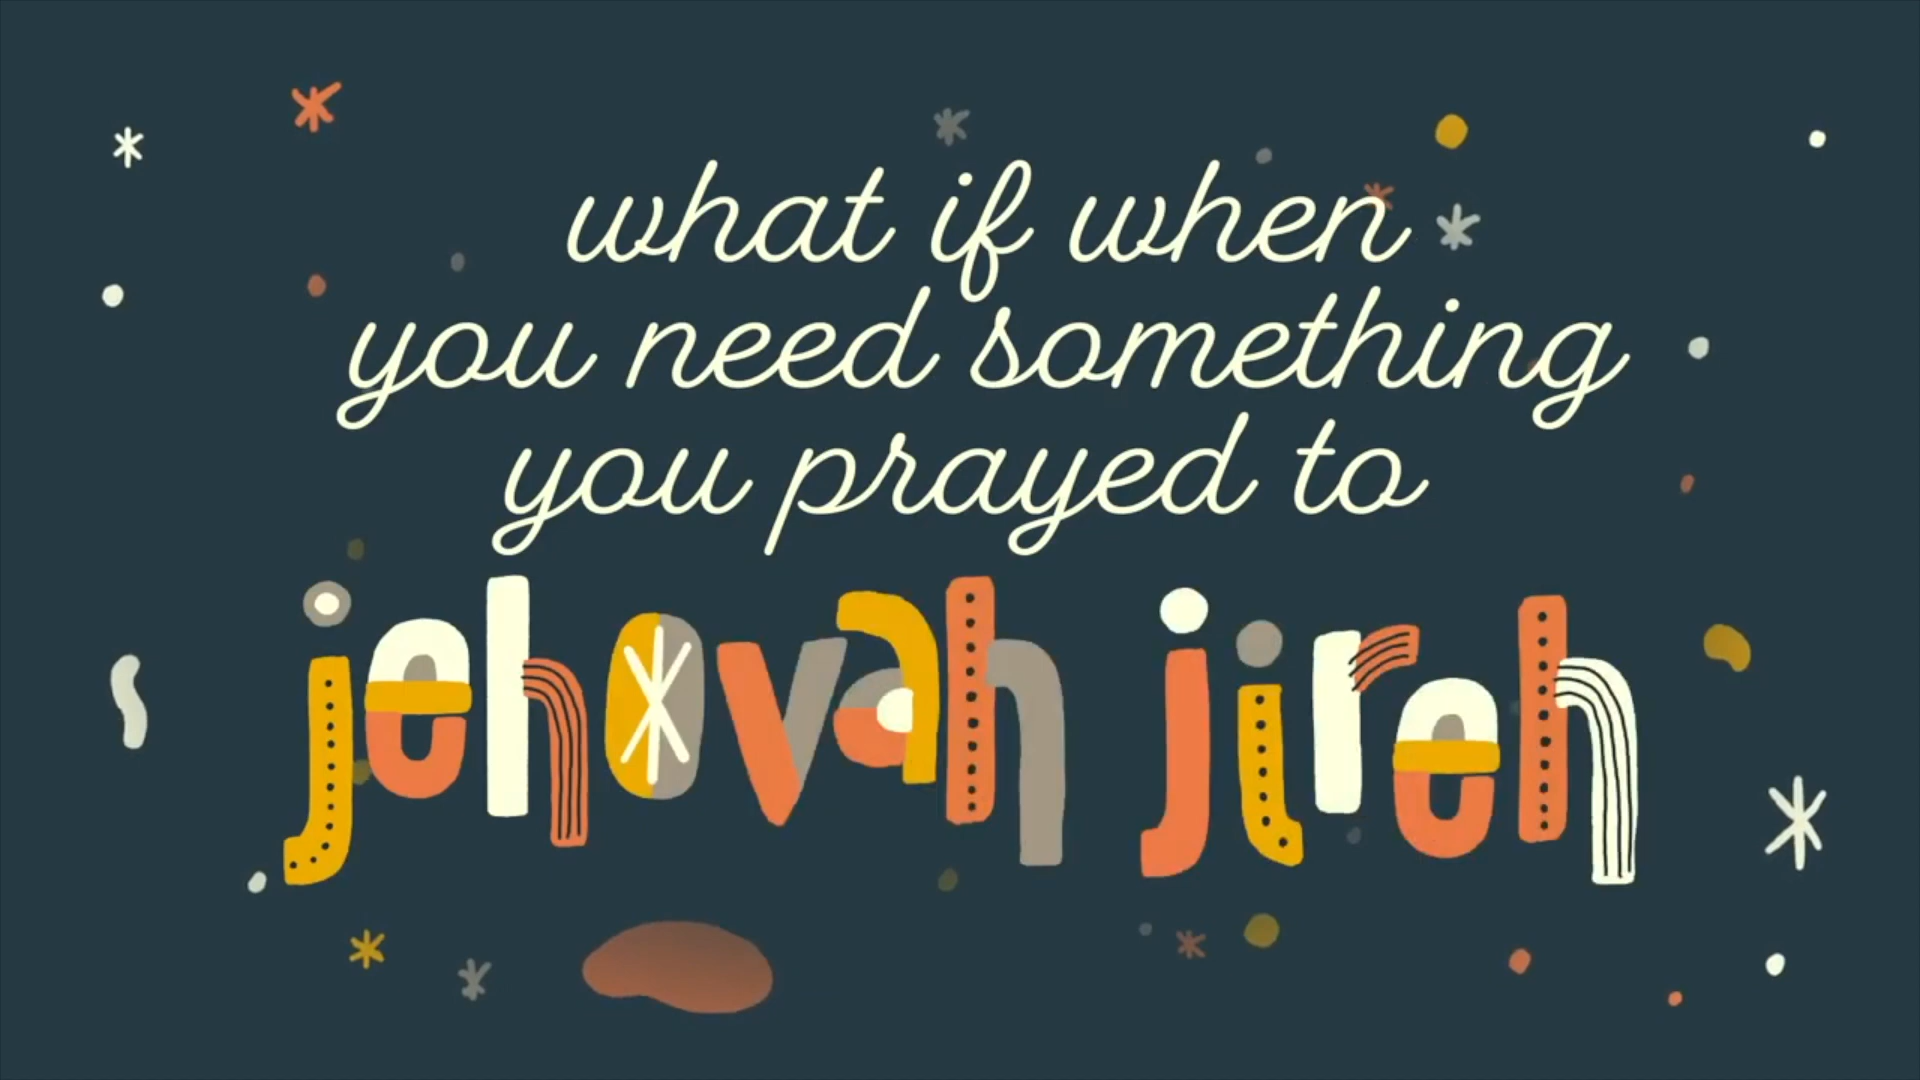 what if when
you need something
you prayed to
jehovah jireh